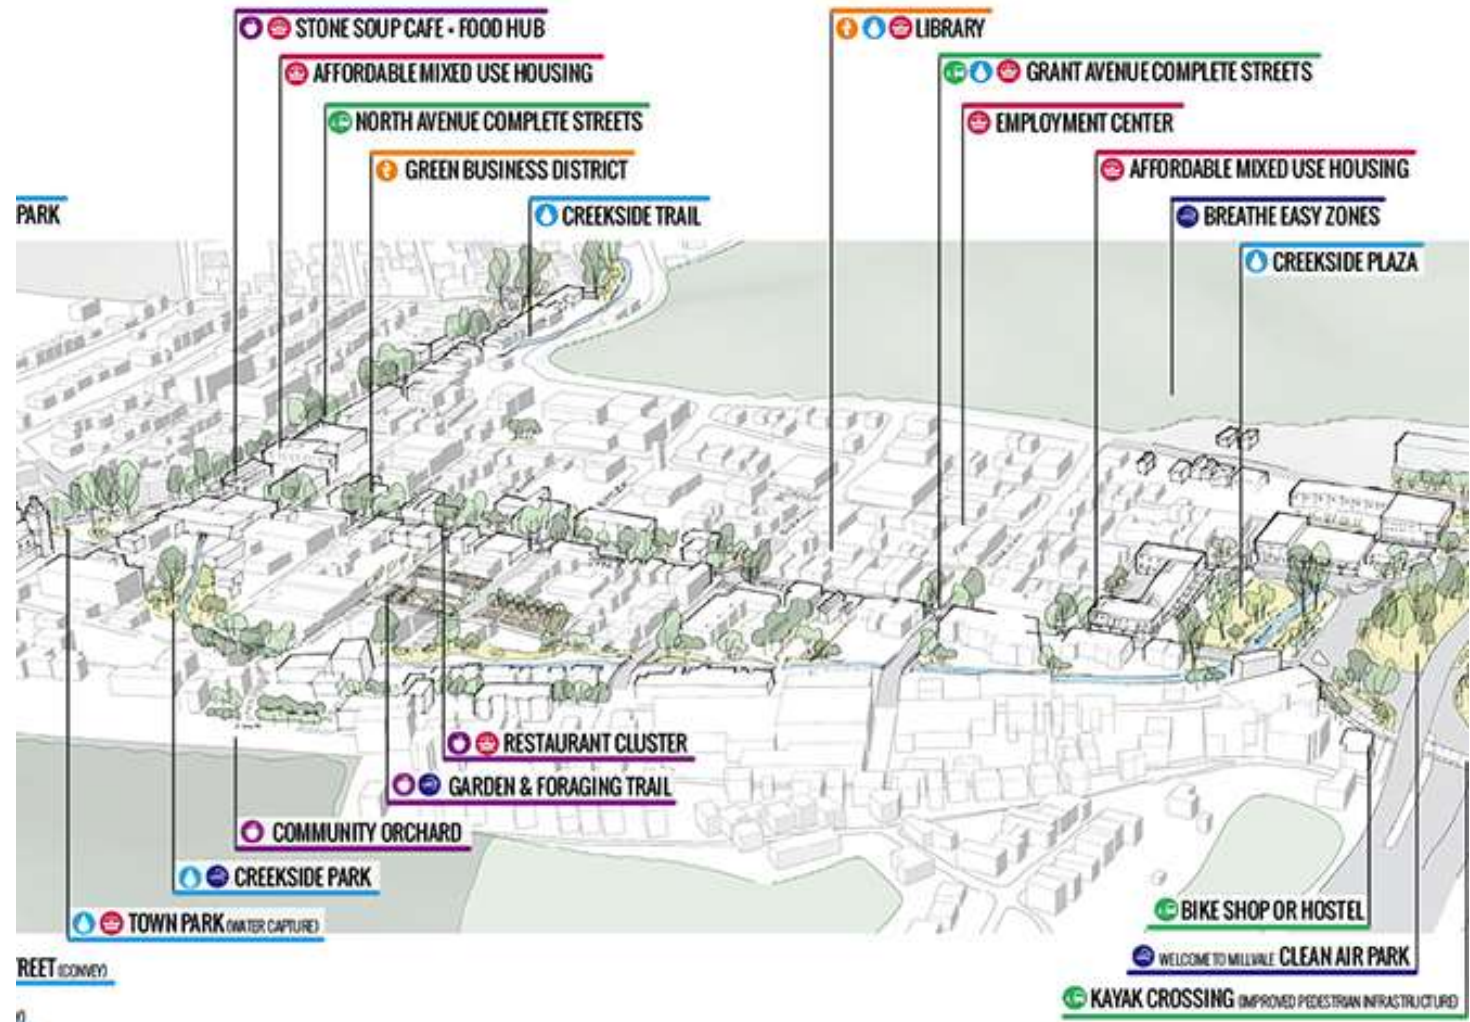 STONE SOUP CAFE - FOOD HUB
LIBRARY
AFFORDABLE MIXED USE HOUSING
GRANT AVENUE COMPLETE STREETS
NORTH AVENUE COMPLETE STREETS
EMPLOYMENT CENTER
GREEN BUSINESS DISTRICT
AFFORDABLE MIXED USE HOUSING
PARK
CREEKSIDE TRAIL
BREATHE EASY ZONES
CREEKSIDE PLAZA
RESTAURANT CLUSTER
GARDEN & FORAGING TRAIL
COMMUNITY ORCHARD
CREEKSIDE PARK
BIKE SHOP OR HOSTEL
TOWN PARK (WATER CAPTURE)
WELCOME TO MILLVALE CLEAN AIR PARK
REET (CONVEY)
KAYAK CROSSING (IMPROVED PEDESTRIAN INFRASTRUCTURE)